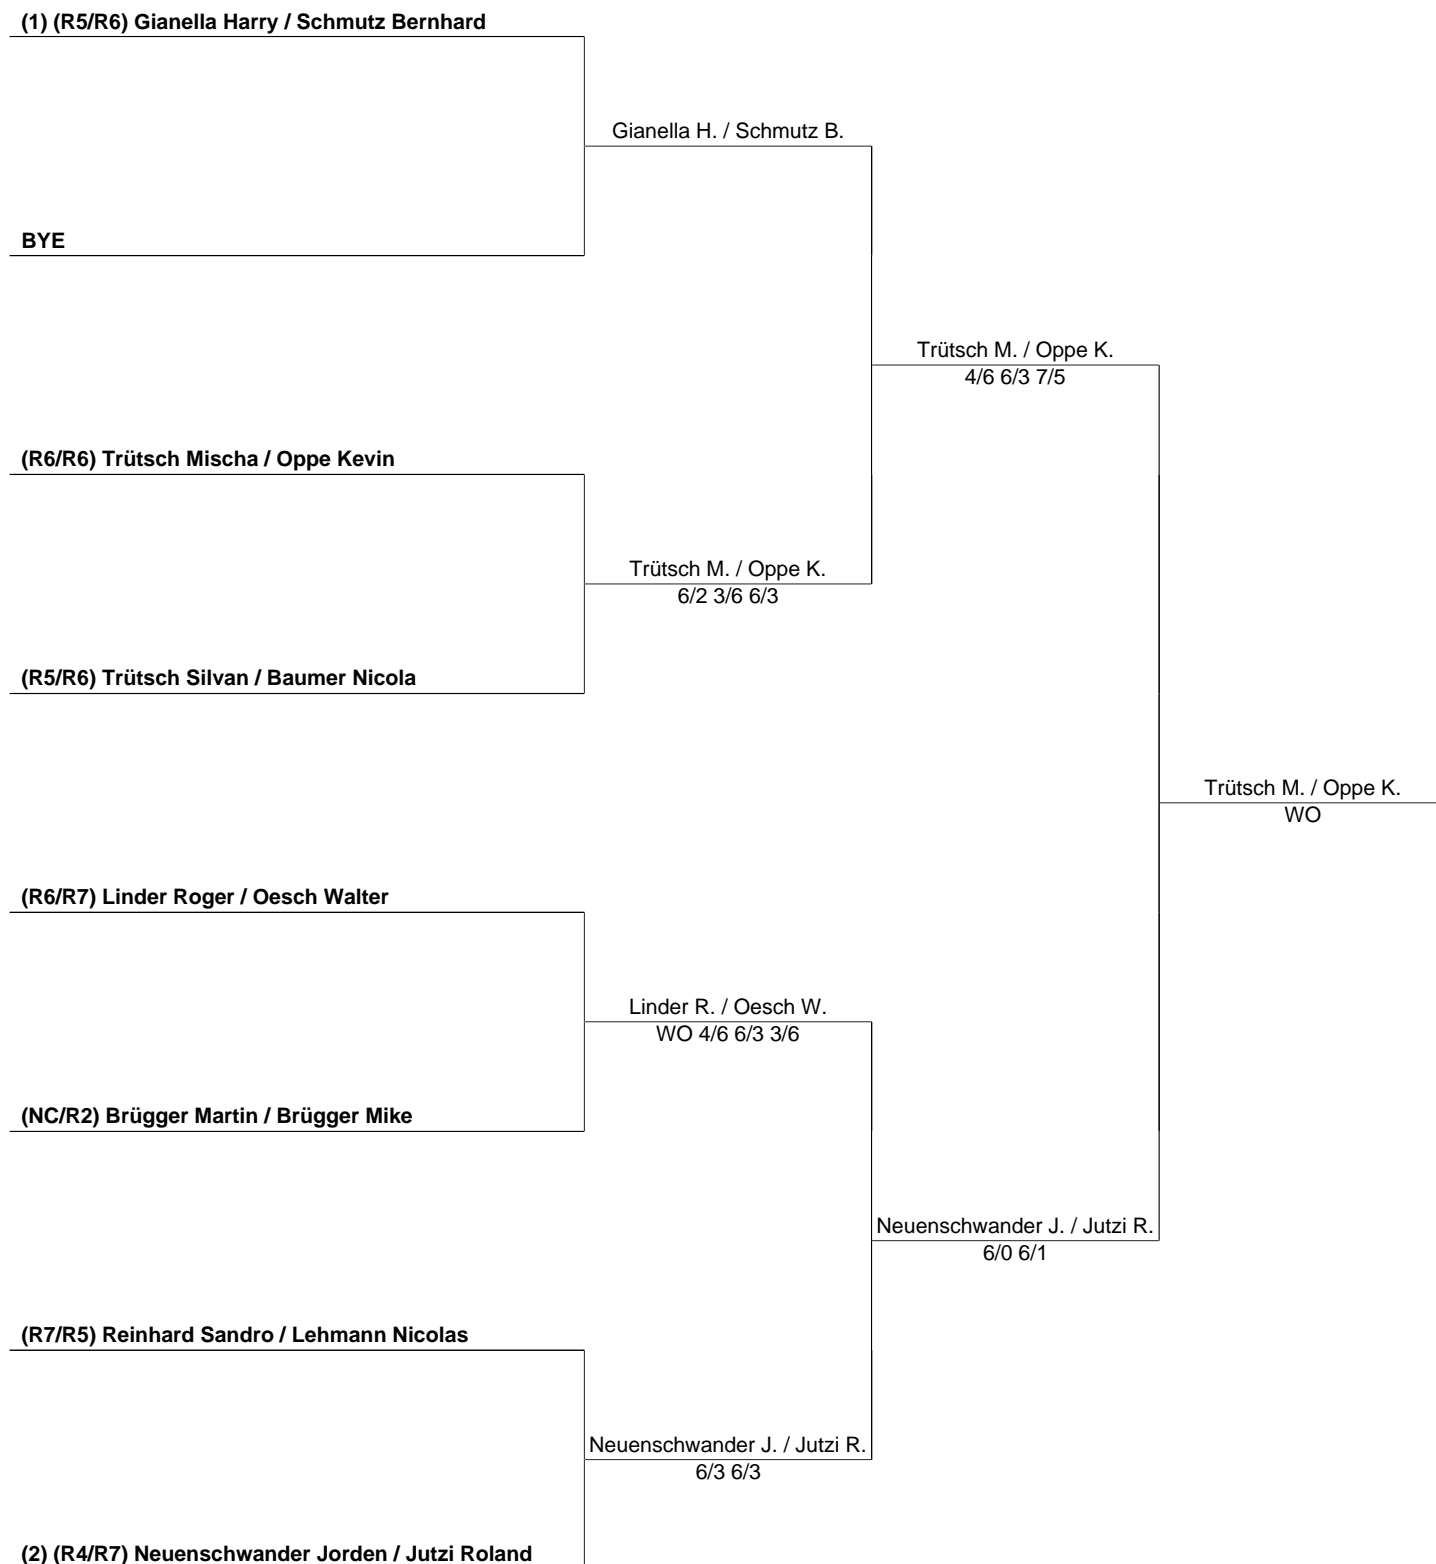 (1) (R5/R6) Gianella Harry / Schmutz Bernhard
Gianella H. / Schmutz B.
BYE
Trütsch M. / Oppe K.
4/6 6/3 7/5
(R6/R6) Trütsch Mischa / Oppe Kevin
Trütsch M. / Oppe K.
6/2 3/6 6/3
(R5/R6) Trütsch Silvan / Baumer Nicola
Trütsch M. / Oppe K.
WO
(R6/R7) Linder Roger / Oesch Walter
Linder R. / Oesch W.
WO 4/6 6/3 3/6
(NC/R2) Brügger Martin / Brügger Mike
Neuenschwander J. / Jutzi R.
6/0 6/1
(R7/R5) Reinhard Sandro / Lehmann Nicolas
Neuenschwander J. / Jutzi R.
6/3 6/3
(2) (R4/R7) Neuenschwander Jorden / Jutzi Roland